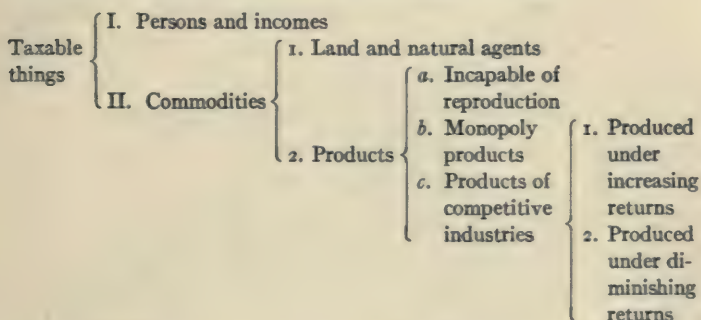 Taxable things
I. Persons and incomes
II. Commodities
1. Land and natural agents
2. Products
a. Incapable of
reproduction
b. Monopoly
products
c. Products of
competitive
industries
1. Produced
under
increasing
returns
2. Produced
under di-
minishing
returns